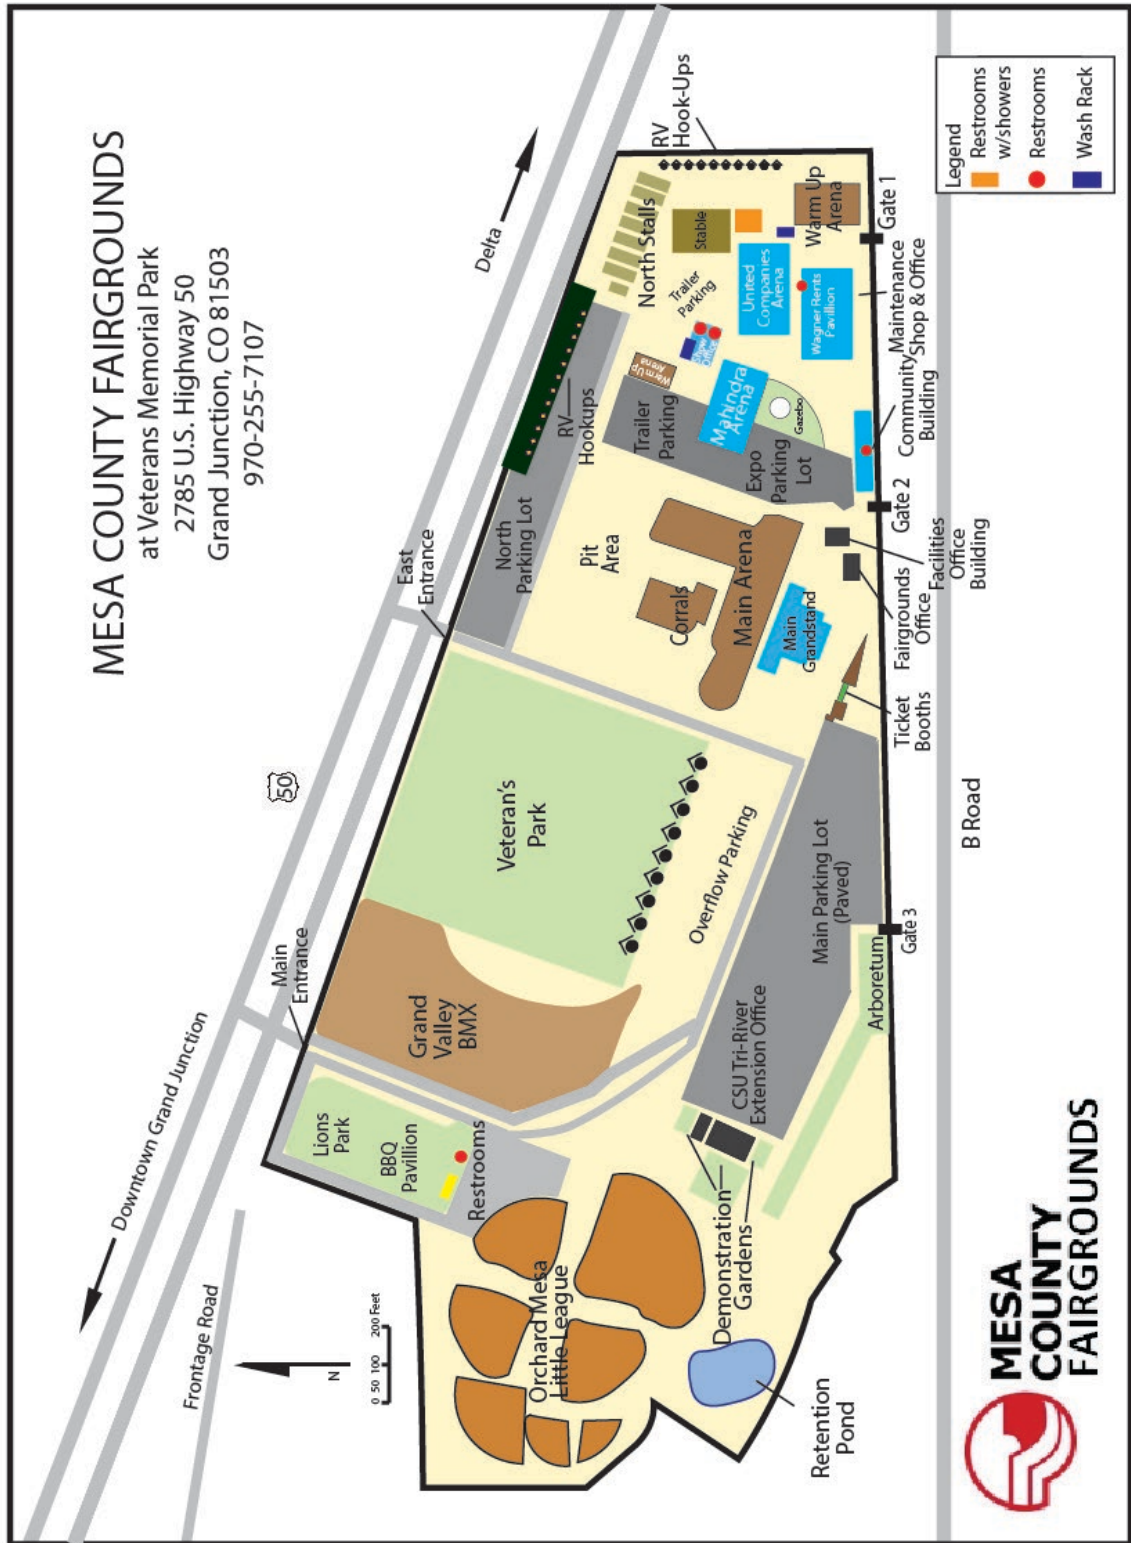 MESA COUNTY FAIRGROUNDS
at Veterans Memorial Park
2785 U.S. Highway 50
Grand Junction, CO 81503
970-255-7107
Downtown Grand Junction
Frontage Road
50
Delta
Main
Entrance
East
Entrance
N
0 50 100 200 Feet
Lions
Park
BBQ
Pavillion
Restrooms
Grand
Valley
BMX
Veteran's
Park
North
Parking Lot
RV
Hookups
Pit
Area
North Stalls
RV
Hook-Ups
Stable
Trailer
Parking
Warm Up
Arena
Show
Office
Trailer
Parking
United
Companies
Arena
Warm Up
Arena
Mahindra
Arena
Wagner Rents
Pavillion
Gazebo
Expo
Parking
Lot
Corrals
Main Arena
Main
Grandstand
Overflow Parking
Orchard Mesa
Little League
Demonstration
Gardens
CSU Tri-River
Extension Office
Main Parking Lot
(Paved)
Arboretum
Retention
Pond
Gate 3
Ticket
Booths
Fairgrounds
Office
Facilities
Office
Building
Gate 2
Community
Building
Maintenance
Shop & Office
Gate 1
B Road
Legend
Restrooms
w/showers
Restrooms
Wash Rack
MESA
COUNTY
FAIRGROUNDS